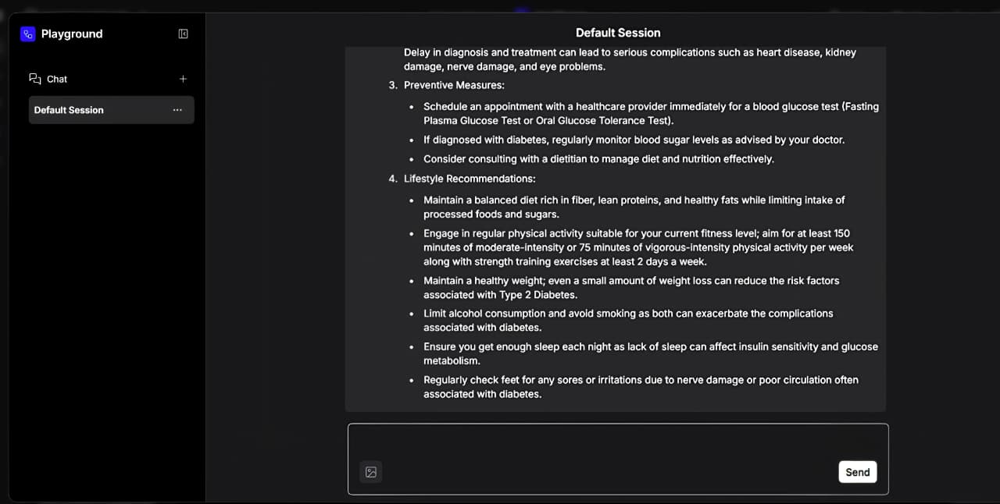 Playground
Chat
Default Session
Default Session
Delay in diagnosis and treatment can lead to serious complications such as heart disease, kidney
damage, nerve damage, and eye problems.
3. Preventive Measures:
• Schedule an appointment with a healthcare provider immediately for a blood glucose test (Fasting
Plasma Glucose Test or Oral Glucose Tolerance Test).
• If diagnosed with diabetes, regularly monitor blood sugar levels as advised by your doctor.
• Consider consulting with a dietitian to manage diet and nutrition effectively.
4. Lifestyle Recommendations:
• Maintain a balanced diet rich in fiber, lean proteins, and healthy fats while limiting intake of
processed foods and sugars.
• Engage in regular physical activity suitable for your current fitness level; aim for at least 150
minutes of moderate-intensity or 75 minutes of vigorous-intensity physical activity per week
along with strength training exercises at least 2 days a week.
• Maintain a healthy weight; even a small amount of weight loss can reduce the risk factors
associated with Type 2 Diabetes.
• Limit alcohol consumption and avoid smoking as both can exacerbate the complications
associated with diabetes.
• Ensure you get enough sleep each night as lack of sleep can affect insulin sensitivity and glucose
metabolism.
• Regularly check feet for any sores or irritations due to nerve damage or poor circulation often
associated with diabetes.
Send